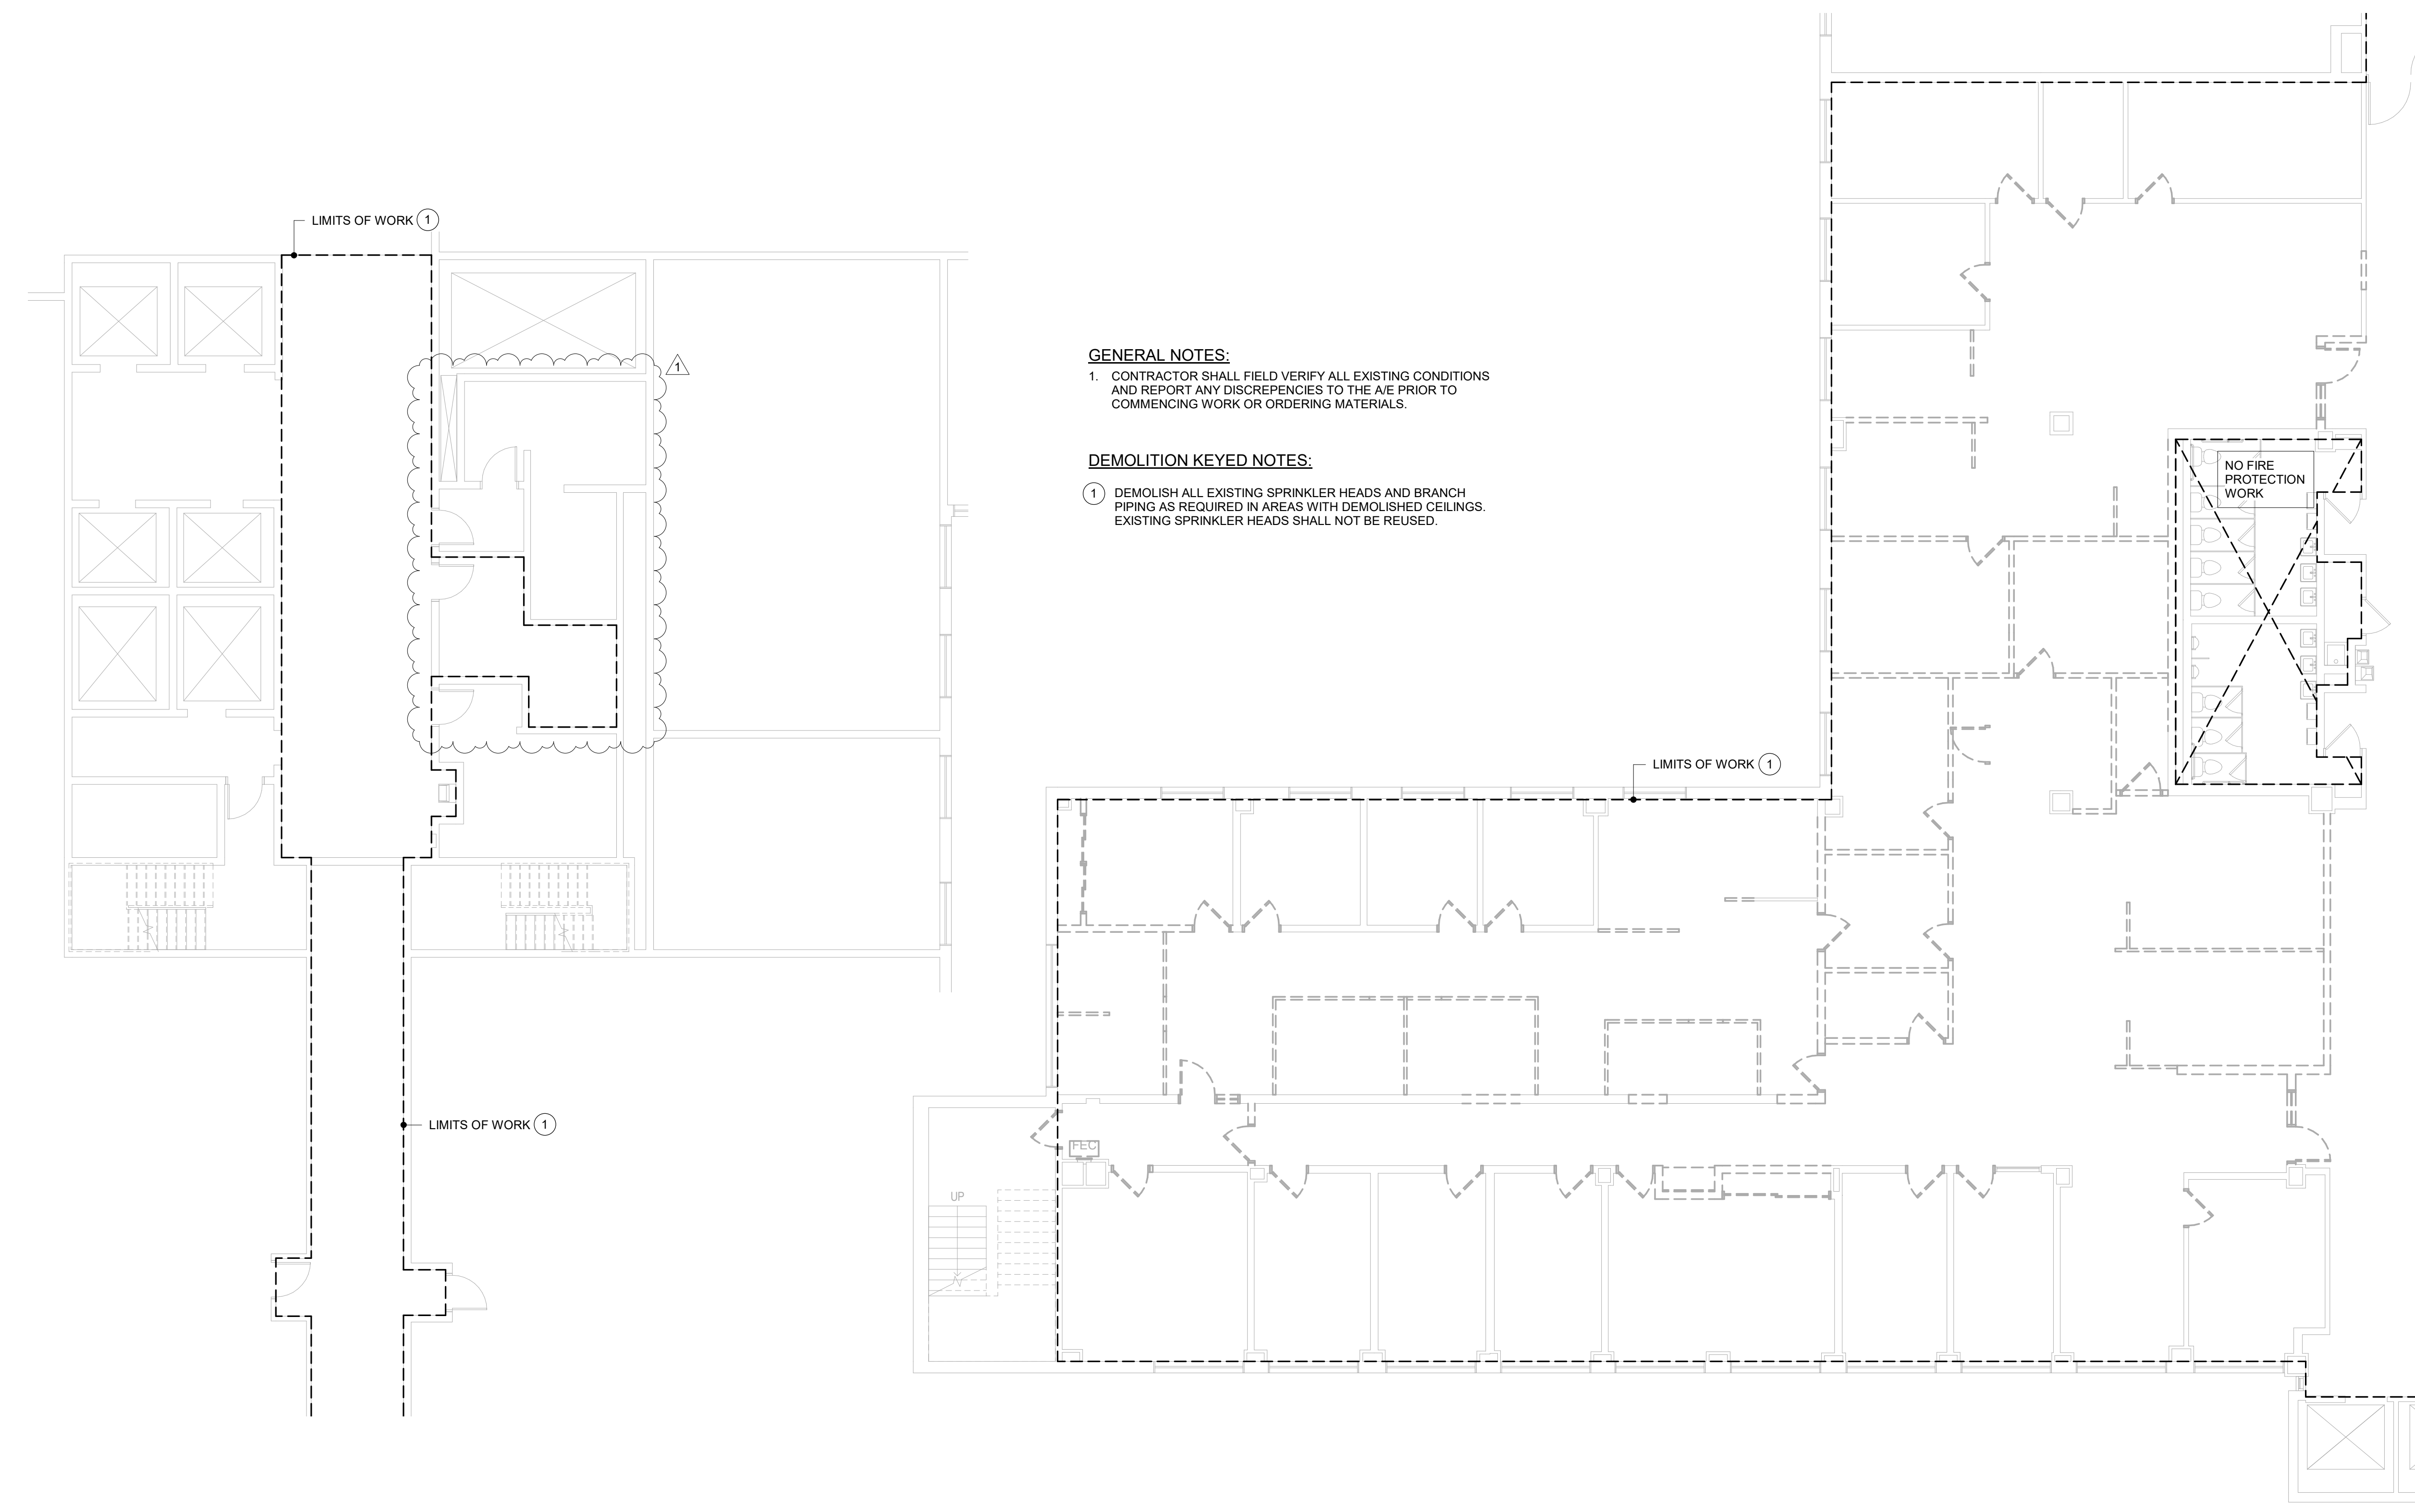 LIMITS OF WORK 1
1
GENERAL NOTES:
1. CONTRACTOR SHALL FIELD VERIFY ALL EXISTING CONDITIONS
AND REPORT ANY DISCREPENCIES TO THE A/E PRIOR TO
COMMENCING WORK OR ORDERING MATERIALS.
DEMOLITION KEYED NOTES:
1 DEMOLISH ALL EXISTING SPRINKLER HEADS AND BRANCH
PIPING AS REQUIRED IN AREAS WITH DEMOLISHED CEILINGS.
EXISTING SPRINKLER HEADS SHALL NOT BE REUSED.
NO FIRE
PROTECTION
WORK
LIMITS OF WORK 1
LIMITS OF WORK 1
FEC
UP